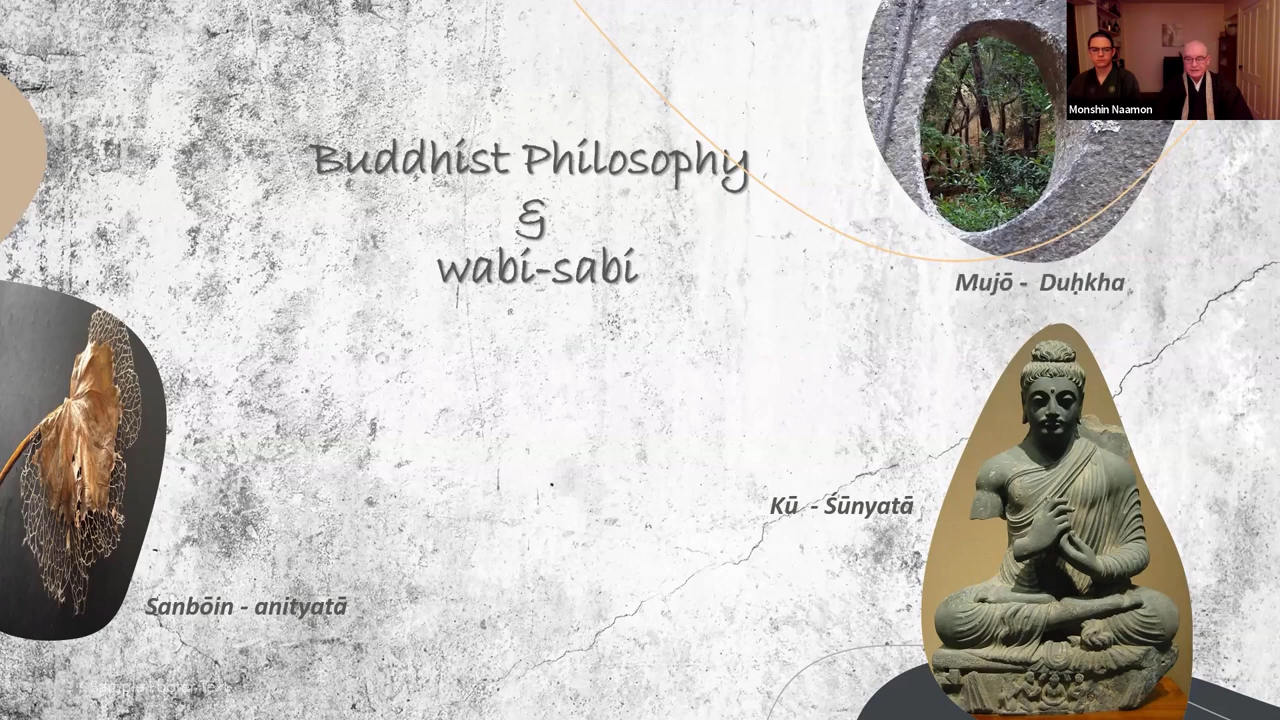 Monshin Naamon
Buddhist Philosophy
&
wabi-sabi
Mujō - Duḥkha
Kū - Śūnyatā
Sanbōin - anityatā